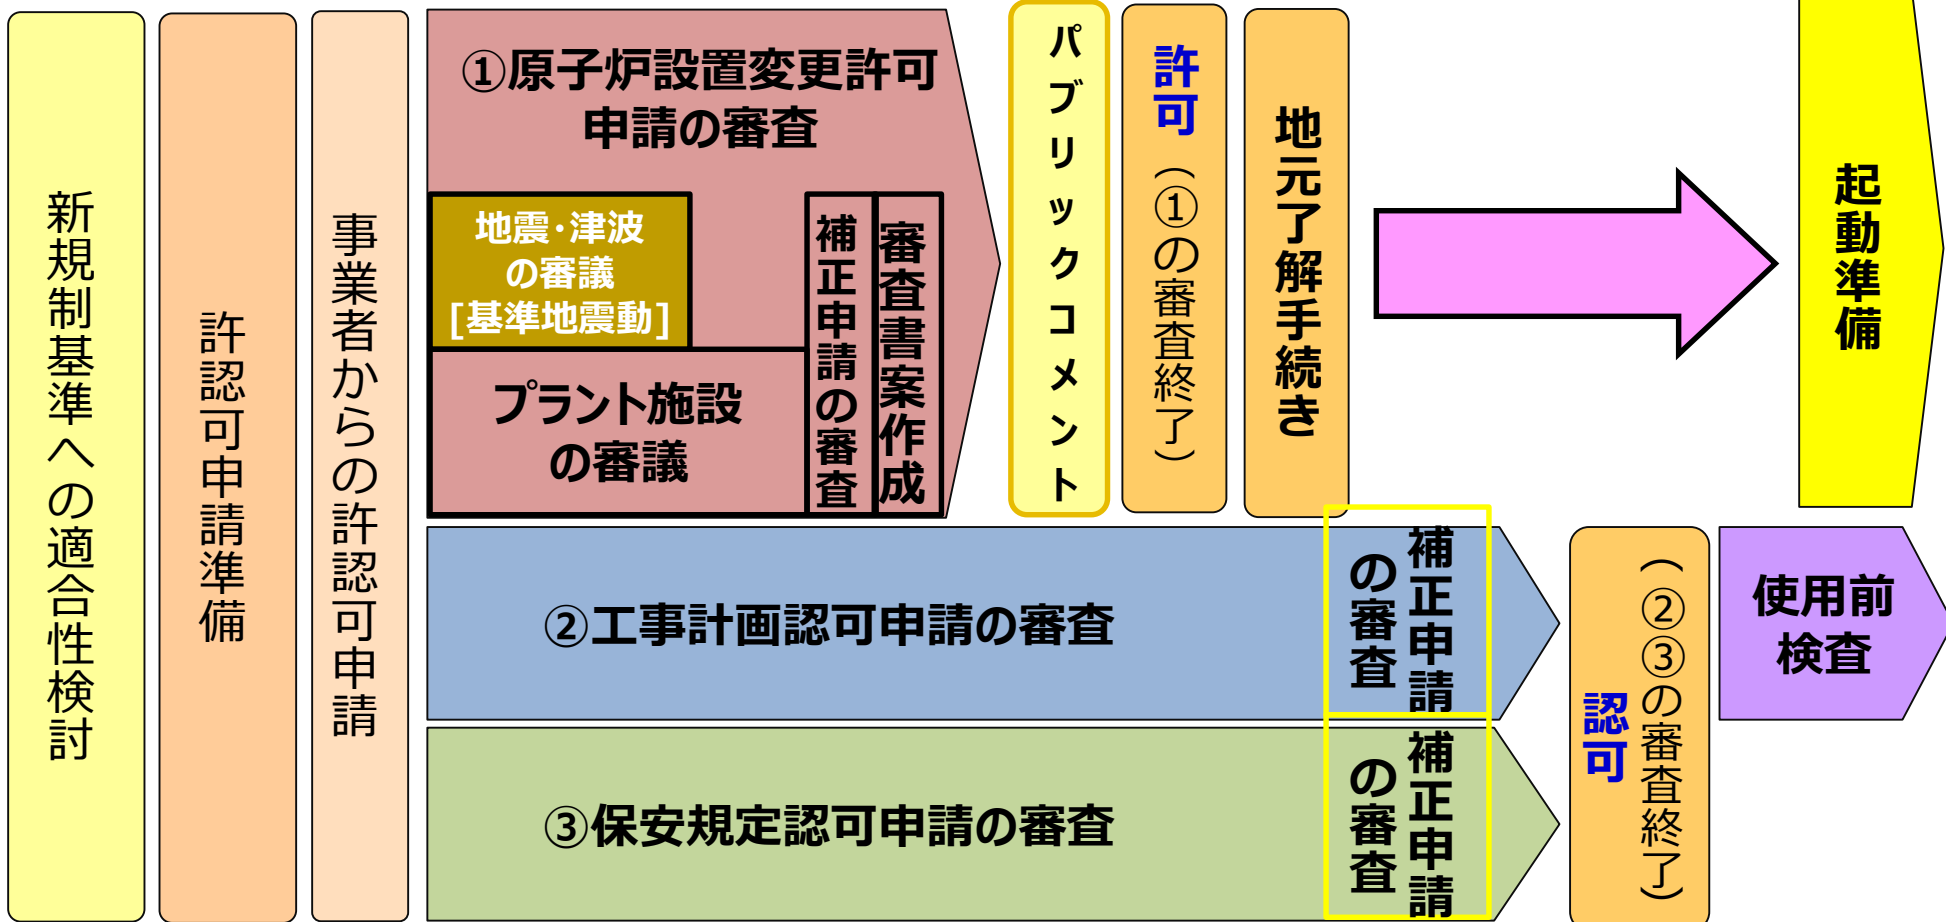 新規制基準への適合性検討
許認可申請準備
事業者からの許認可申請
①原子炉設置変更許可
申請の審査
地震・津波
の審議
[基準地震動]
プラント施設
の審議
補正申請の審査
審査書案作成
パブリックコメント
許可（①の審査終了）
地元了解手続き
起動準備
②工事計画認可申請の審査
補正申請
の審査
③保安規定認可申請の審査
補正申請
の審査
（②③の審査終了）
認可
使用前
検査